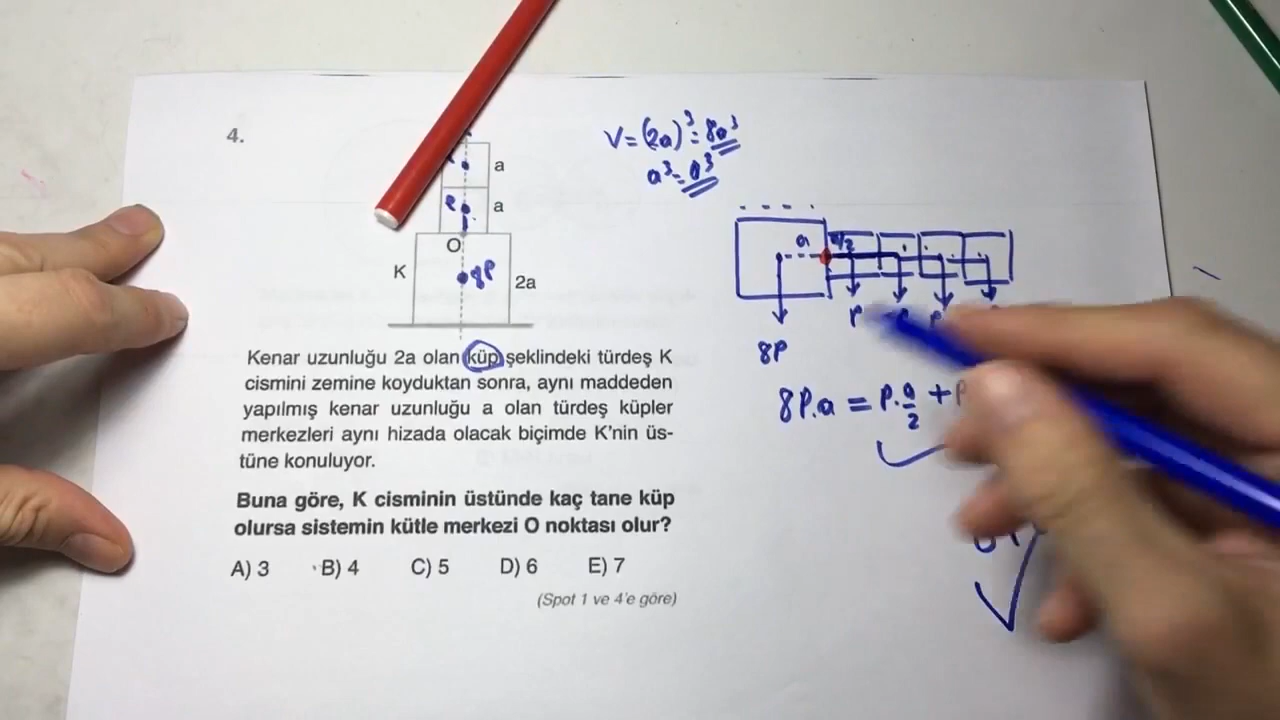 4.
V=(2a)³=8a³
a³=a³
a
P
a
O
K
8P
2a
a a/2
P
8P
8P.a = P.a/2 + P
Kenar uzunluğu 2a olan küp şeklindeki türdeş K
cismini zemine koyduktan sonra, aynı maddeden
yapılmış kenar uzunluğu a olan türdeş küpler
merkezleri aynı hizada olacak biçimde K'nin üs-
tüne konuluyor.
Buna göre, K cisminin üstünde kaç tane küp
olursa sistemin kütle merkezi O noktası olur?
A) 3 B) 4 C) 5 D) 6 E) 7
(Spot 1 ve 4'e göre)